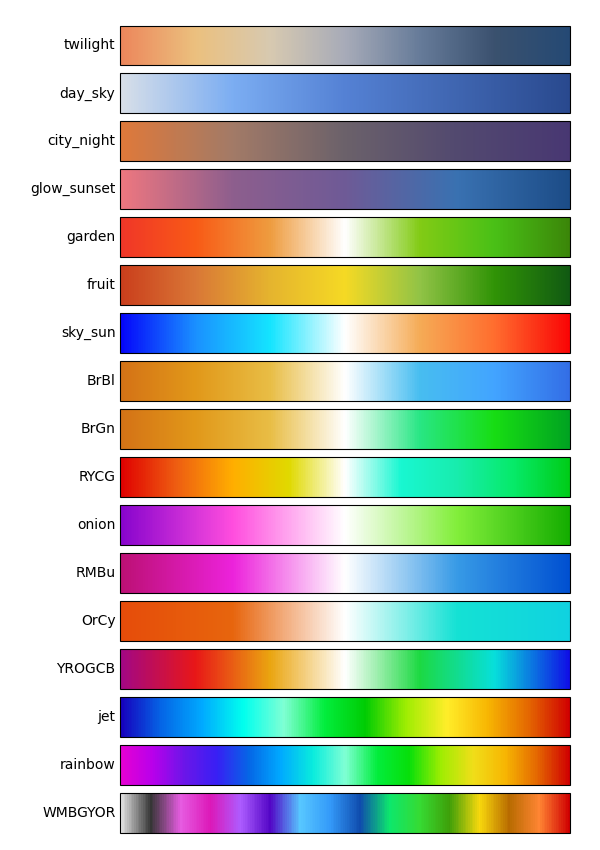 twilight
day_sky
city_night
glow_sunset
garden
fruit
sky_sun
BrBl
BrGn
RYCG
onion
RMBu
OrCy
YROGCB
jet
rainbow
WMBGYOR